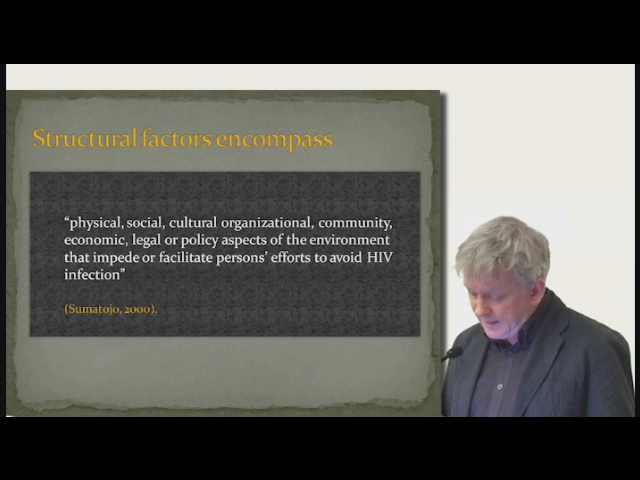 Structural factors encompass
“physical, social, cultural organizational, community,
economic, legal or policy aspects of the environment
that impede or facilitate persons’ efforts to avoid HIV
infection”
(Sumatojo, 2000).